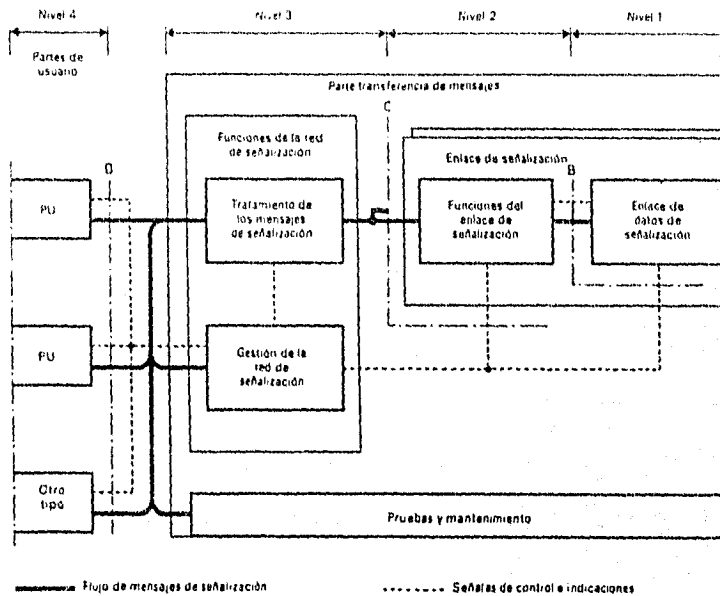 Nivel 4
Nivel 3
Nivel 2
Nivel 1
Partes de
usuario
Parte transferencia de mensajes
C
Funciones de la red
de señalización
Enlace de señalización
D
B
PU
Tratamiento de
los mensajes
de señalización
Funciones del
enlace de
señalización
Enlace de
datos de
señalización
PU
Gestión de la
red de
señalización
Otro
tipo
Pruebas y mantenimiento
Flujo de mensajes de señalización
Señales de control e indicaciones